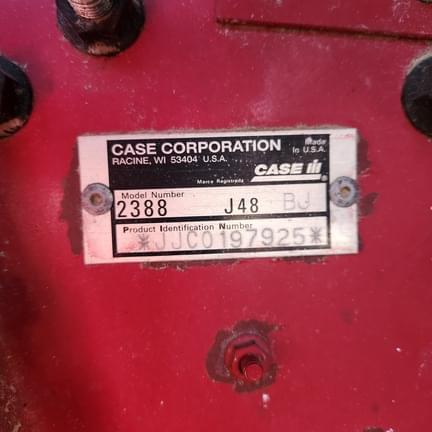 CASE CORPORATION
Made
in U.S.A.
RACINE, WI 53404 U.S.A.
CASE IH
®
Marca Registrada
Model Number
2388 J48 BJ
Product Identification Number
*JJC0197925*